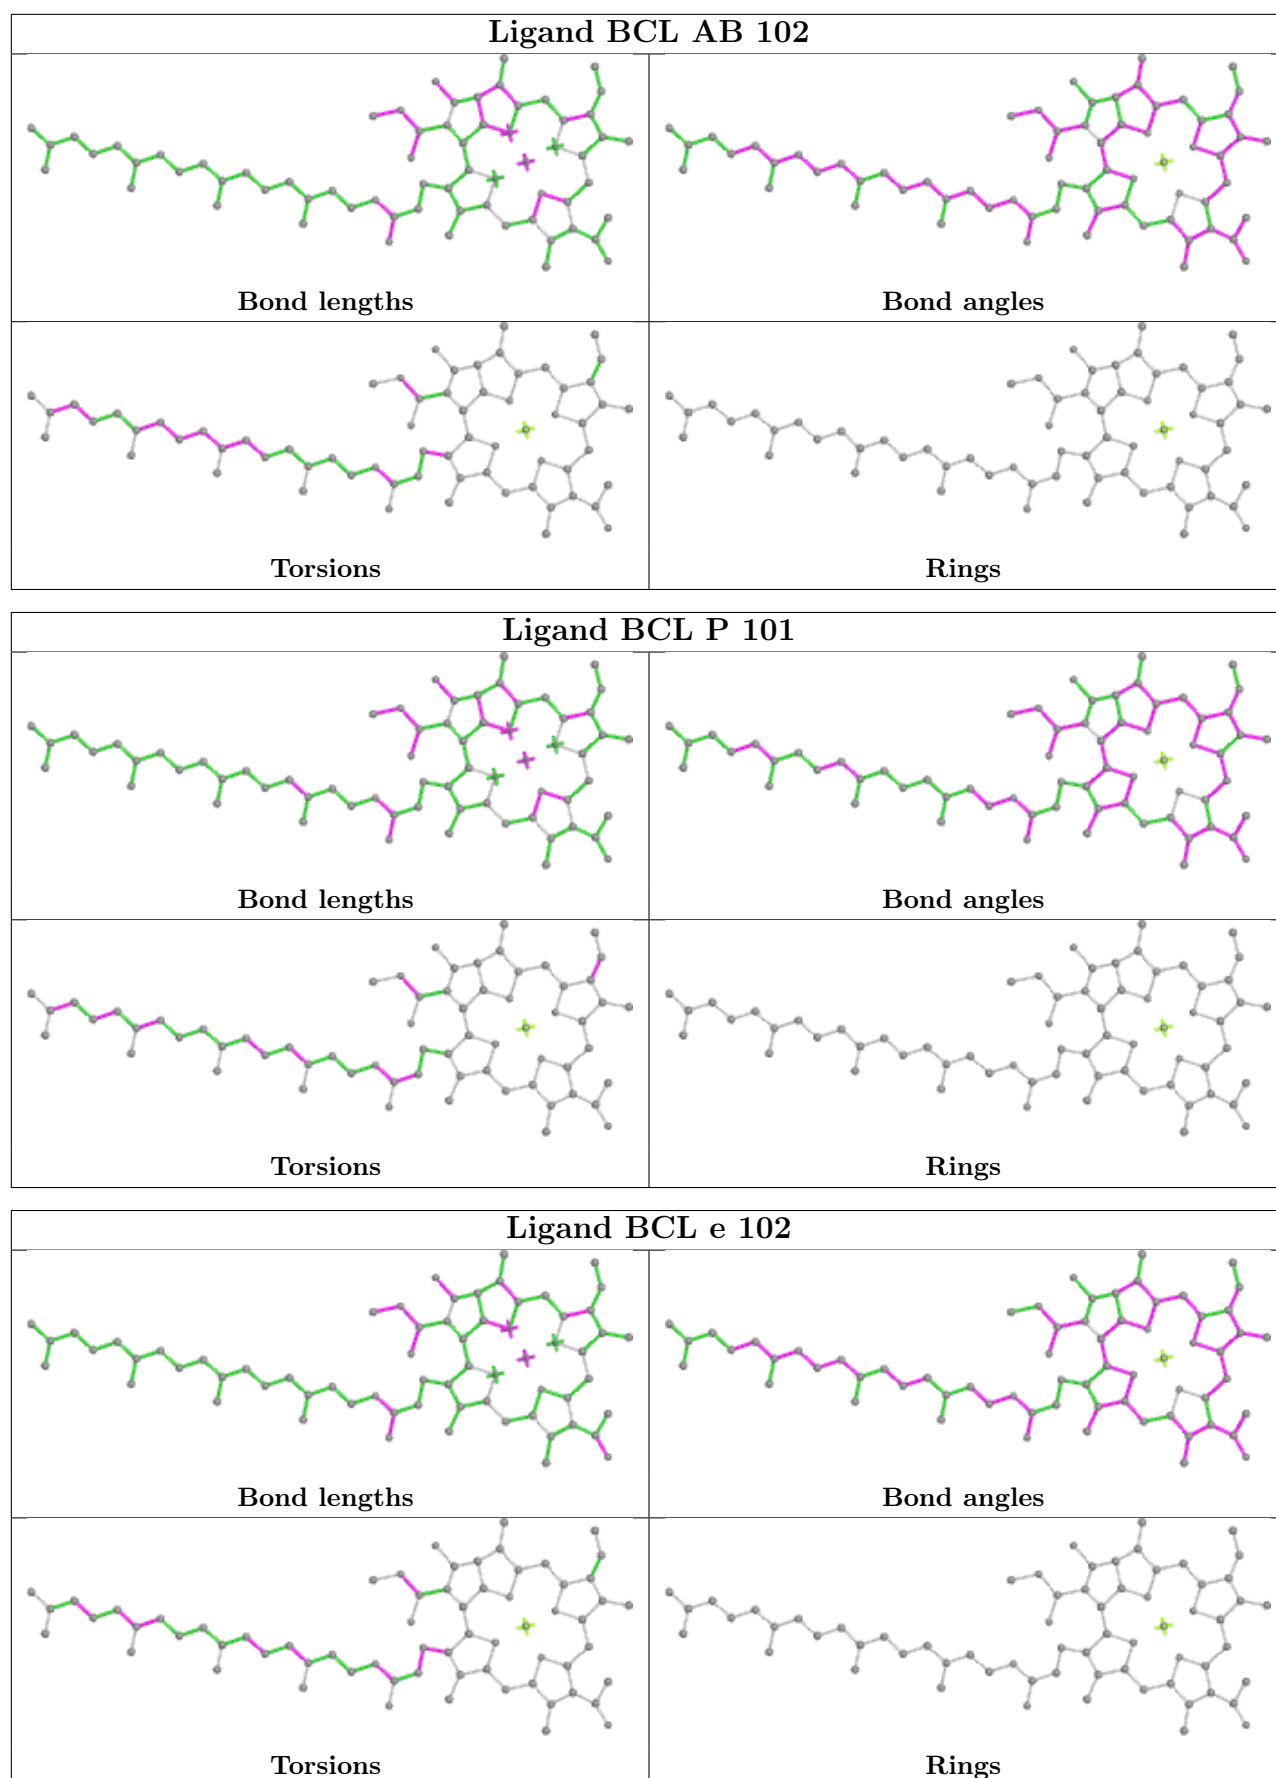 Ligand BCL AB 102
Bond lengths
Bond angles
Torsions
Rings
Ligand BCL P 101
Bond lengths
Bond angles
Torsions
Rings
Ligand BCL e 102
Bond lengths
Bond angles
Torsions
Rings